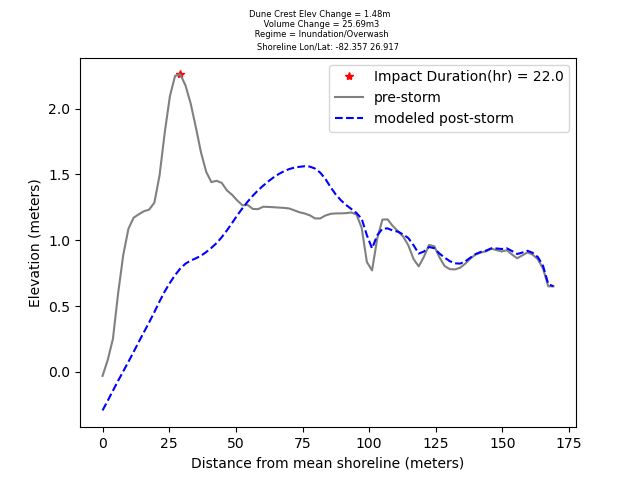 Dune Crest Elev Change = 1.48m
Volume Change = 25.69m3
Regime = Inundation/Overwash
Shoreline Lon/Lat: -82.357 26.917
Impact Duration(hr) = 22.0
pre-storm
modeled post-storm
Elevation (meters)
2.0
1.5
1.0
0.5
0.0
0 25 50 75 100 125 150 175
Distance from mean shoreline (meters)